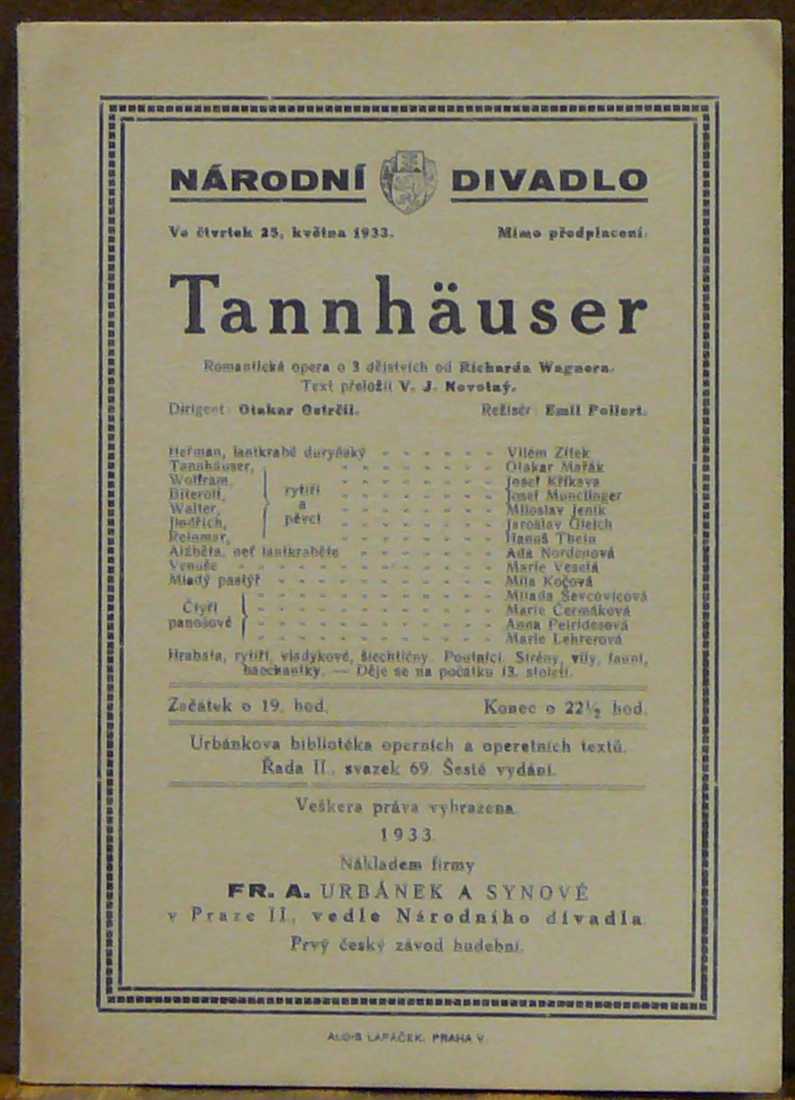 NÁRODNÍ DIVADLO
Ve čtvrtek 25. května 1933. Mimo předplacení.
Tannhäuser
Romantická opera o 3 dějstvích od Richarda Wagnera.
Text přeložil V. J. Novotný.
Dirigent: Otakar Ostrčil. Režisér: Emil Pollert.
Heřman, lantkrabě duryňský - - - - - - Vilém Zítek
Tannhäuser, - - - - - - Otakar Mařák
Wolfram, - - - - - - Josef Křikava
Biterolf, rytíři - - - - - - Josef Munclinger
Walter, a - - - - - - Miloslav Jeník
Jindřich, pěvci - - - - - - Jaroslav Gleich
Reinmar, - - - - - - Hanuš Thein
Alžběta, neť lantkraběte - - - - - - Ada Nordenová
Venuše - - - - - - - - - - Marie Veselá
Mladý pastýř - - - - - - - - - Míla Kočová
- - - - - - - - - - Milada Ševcovicová
Čtyři - - - - - - - - - - Marie Čermáková
panošové - - - - - - - - - - Anna Petridesová
- - - - - - - - - - Marie Lehrerová
Hrabata, rytíři, vladykové, šlechtičny. Poutníci. Sirény, víly, fauni,
bacchantky. — Děje se na počátku 13. století.
Začátek o 19. hod. Konec o 22½ hod.
Urbánkova bibliotéka operních a operetních textů.
Řada II., svazek 69. Šesté vydání.
Veškera práva vyhrazena.
1933.
Nákladem firmy
FR. A. URBÁNEK A SYNOVÉ
v Praze II., vedle Národního divadla.
Prvý český závod hudební.
ALOIS LAPÁČEK, PRAHA V.